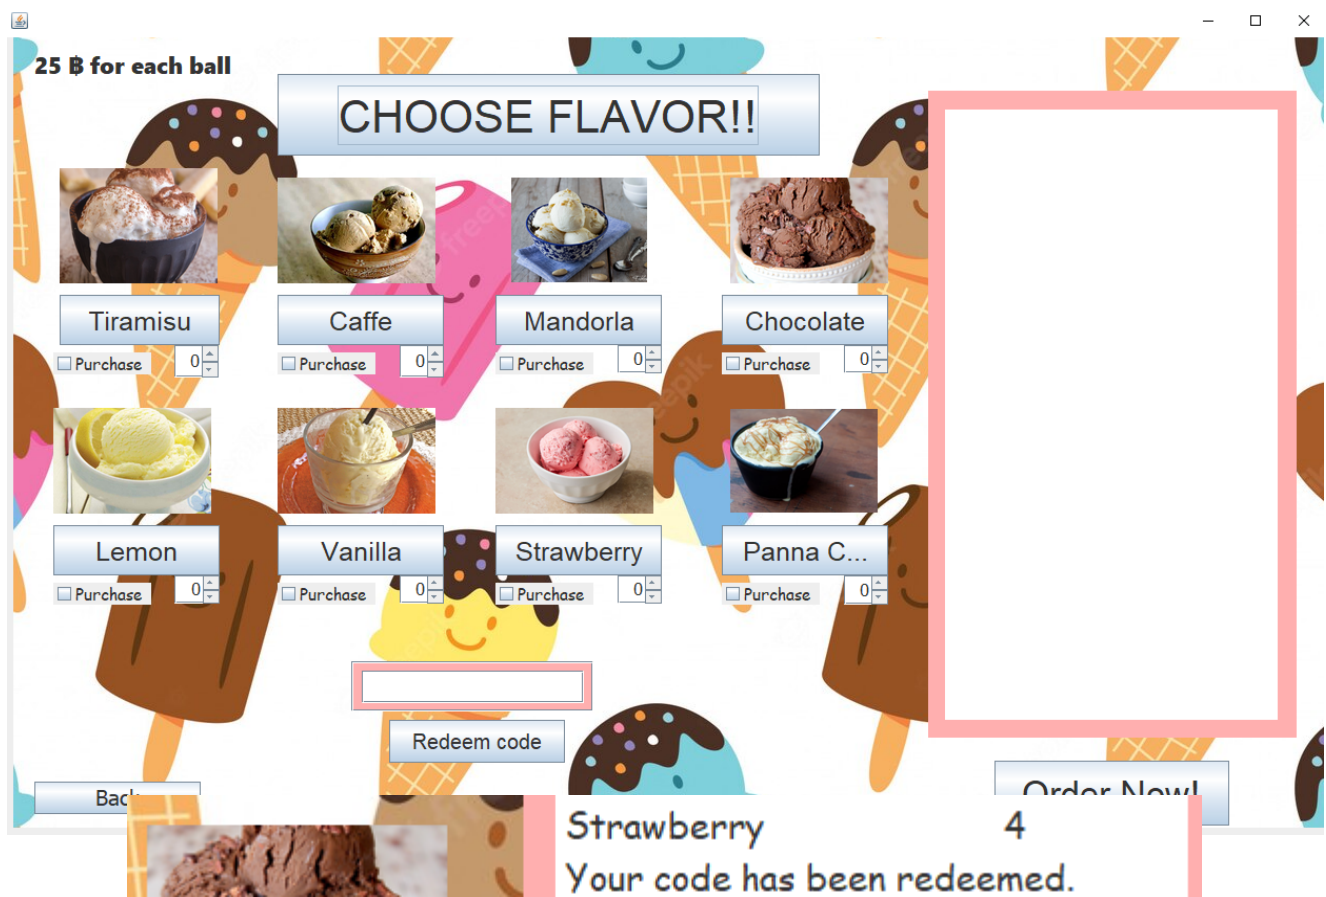 25 ฿ for each ball
CHOOSE FLAVOR!!
Tiramisu Caffe Mandorla Chocolate
Purchase 0 Purchase 0 Purchase 0 Purchase 0
Lemon Vanilla Strawberry Panna C...
Purchase 0 Purchase 0 Purchase 0 Purchase 0
Redeem code
Back
Order Now!
Strawberry 4
Your code has been redeemed.